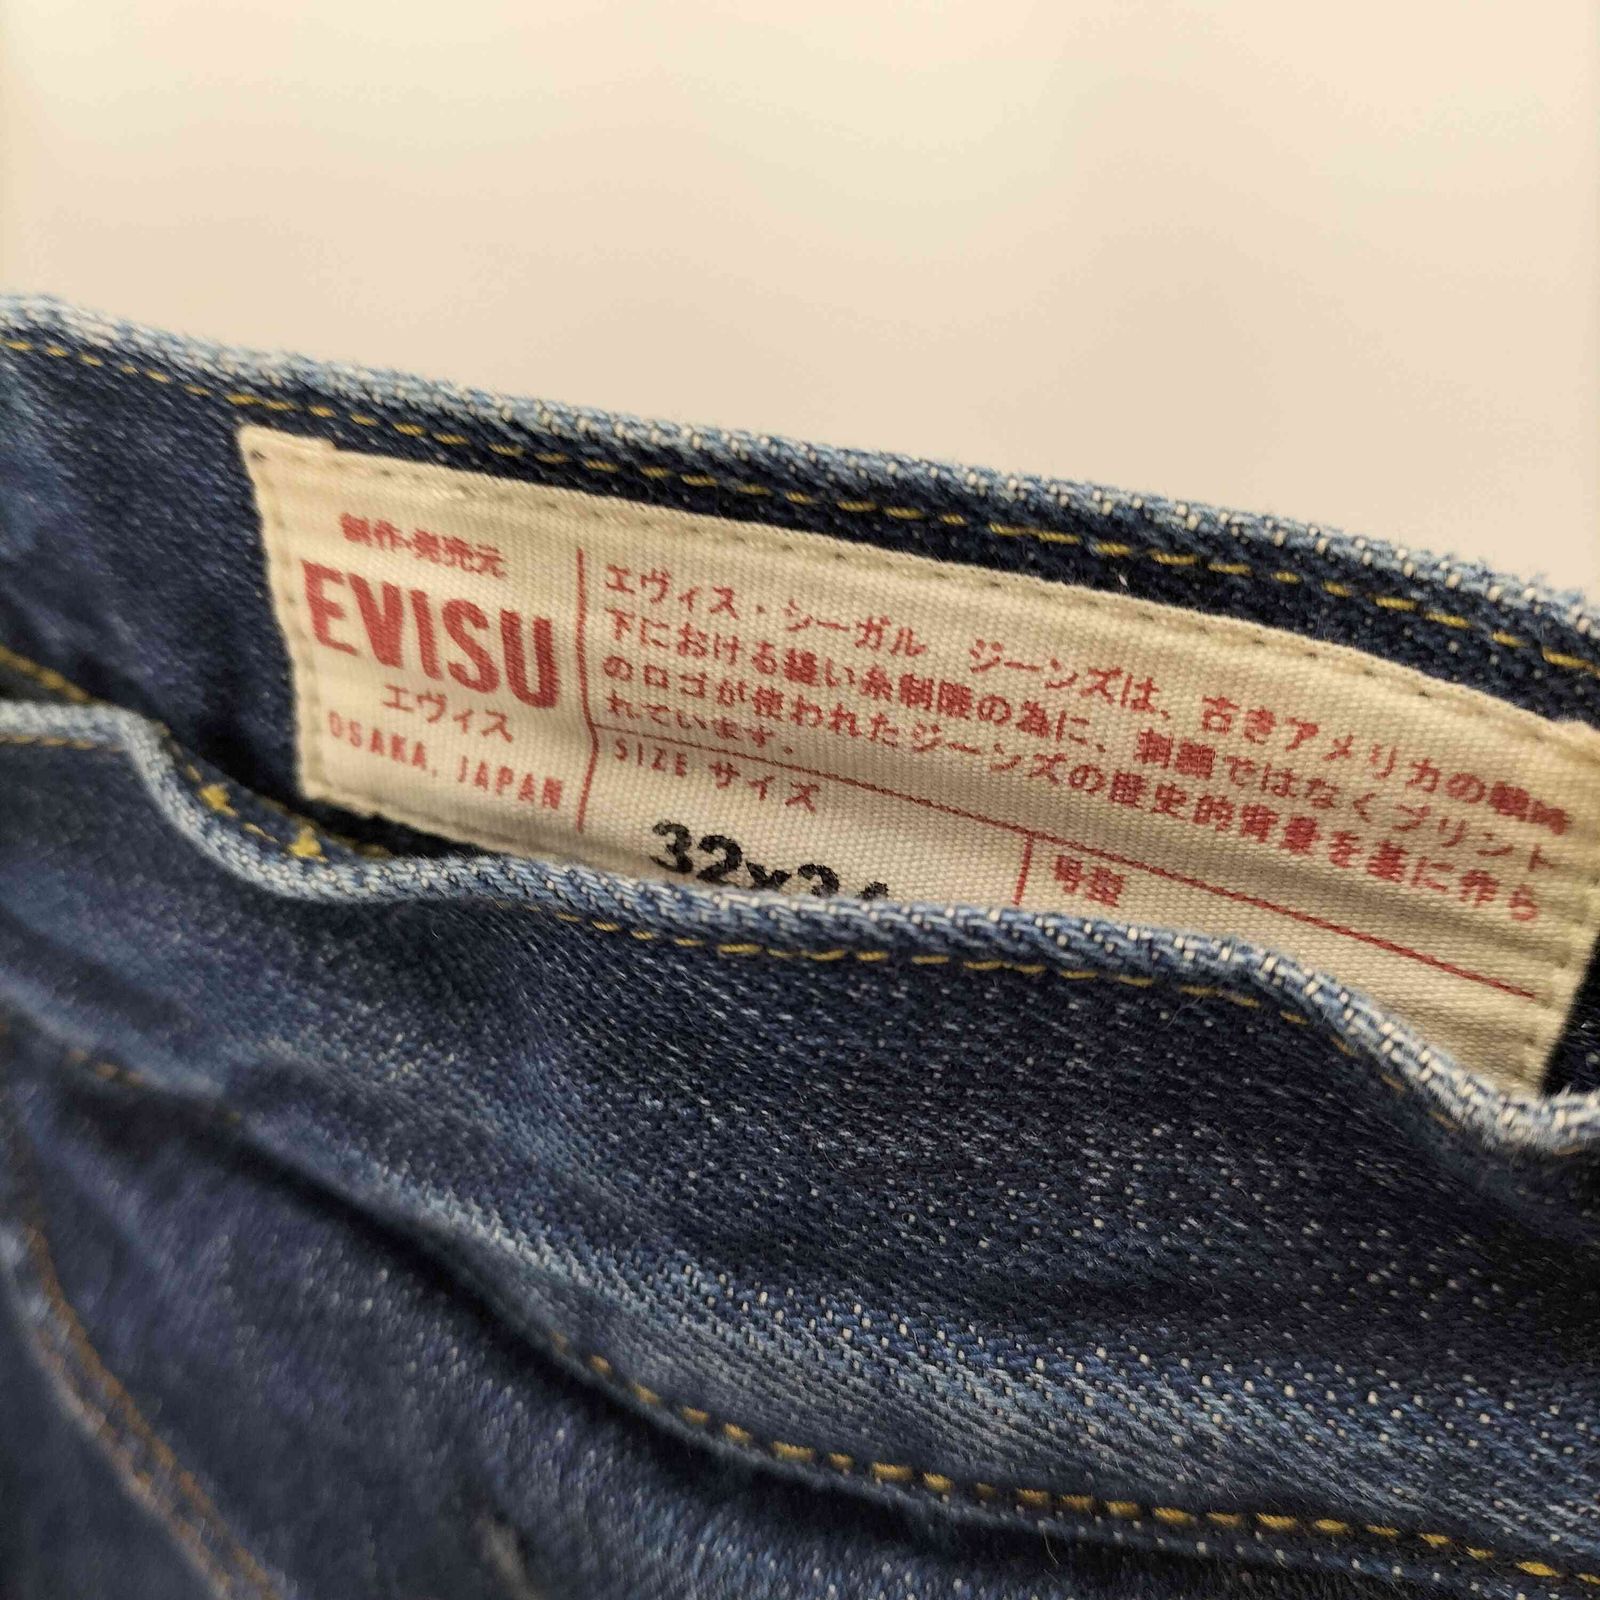 制作・発売元
EVISU
エヴィス
OSAKA, JAPAN
エヴィス・シーガル ジーンズは、古きアメリカの戦時
下における縫い糸制限の為に、刺繍ではなくプリント
のロゴが使われたジーンズの歴史的背景を基に作ら
れています.
SIZE サイズ
32x34
号型